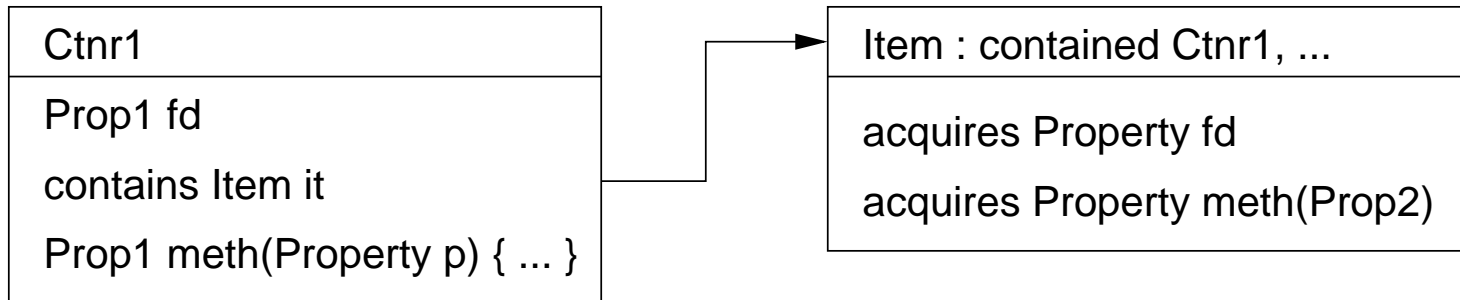 Ctnr1
Prop1 fd
contains Item it
Prop1 meth(Property p) { ... }
Item : contained Ctnr1, ...
acquires Property fd
acquires Property meth(Prop2)